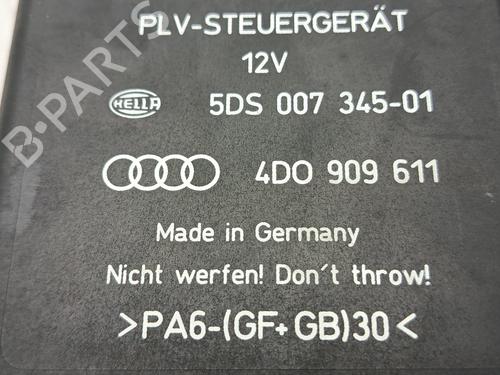 PLV-STEUERGERÄT
12V
HELLA 5DS 007 345-01
4D0 909 611
Made in Germany
Nicht werfen! Don´t throw!
>PA6-(GF+GB)30<
B-PARTS